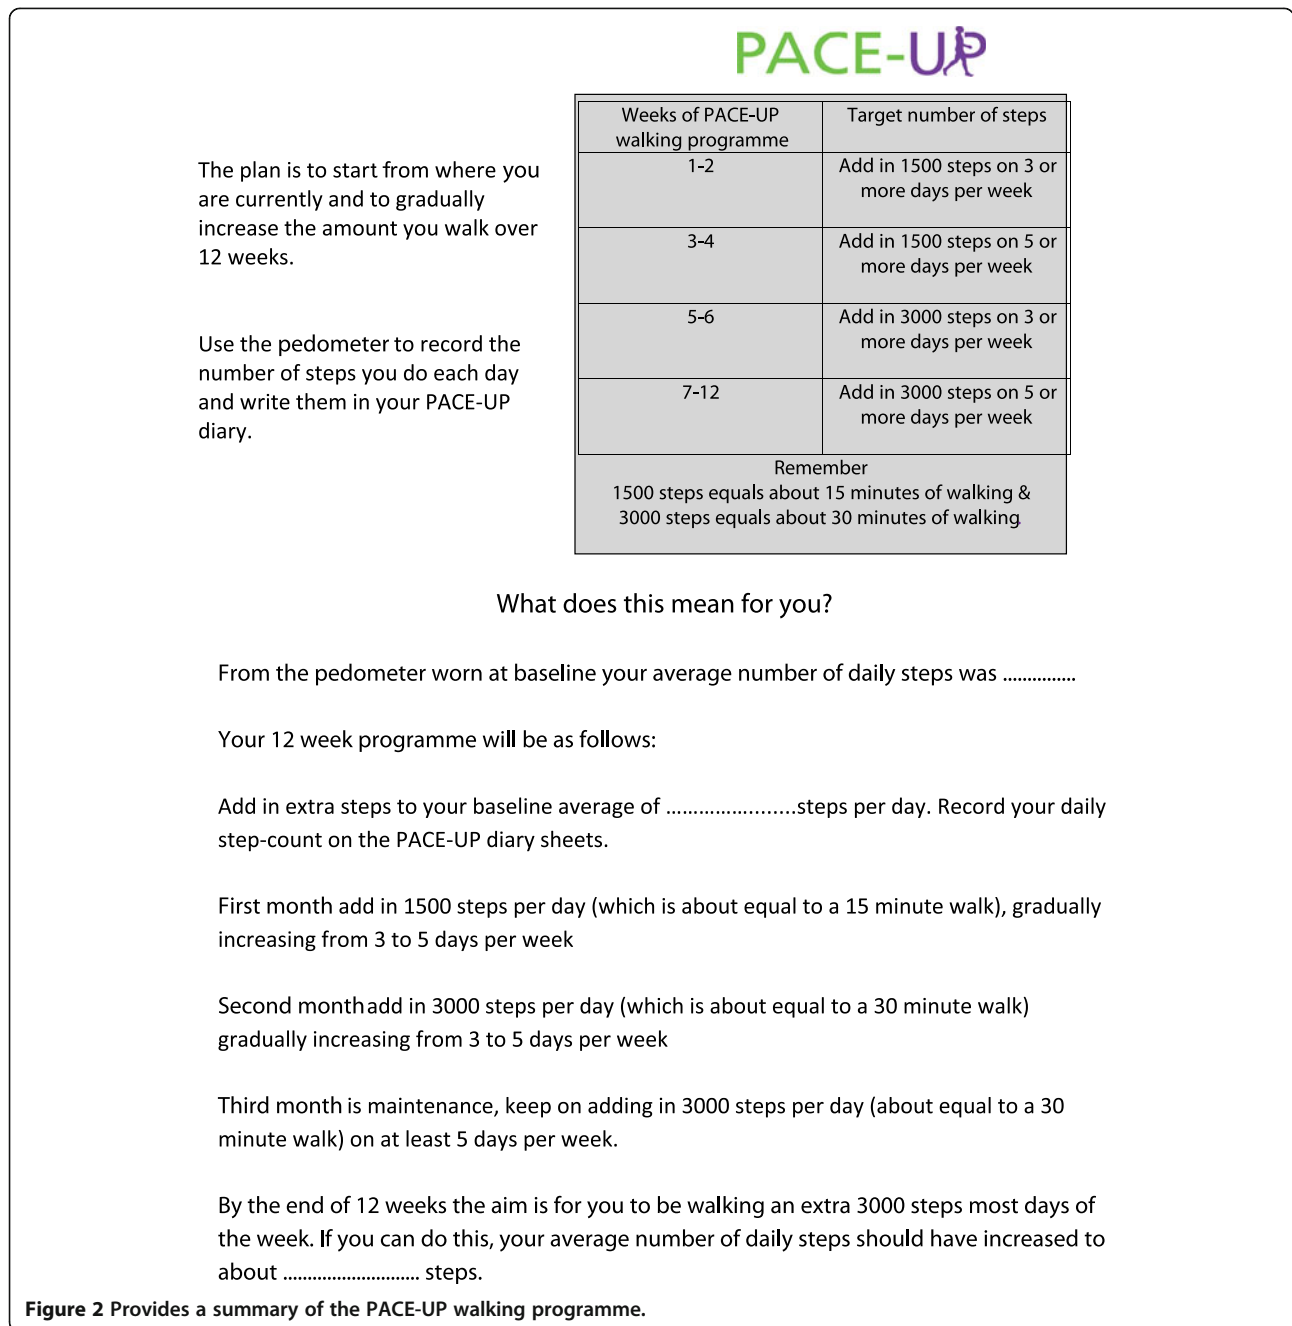 PACE-UP
The plan is to start from where you
are currently and to gradually
increase the amount you walk over
12 weeks.
Use the pedometer to record the
number of steps you do each day
and write them in your PACE-UP
diary.
Weeks of PACE-UP
walking programme
Target number of steps
1-2
Add in 1500 steps on 3 or
more days per week
3-4
Add in 1500 steps on 5 or
more days per week
5-6
Add in 3000 steps on 3 or
more days per week
7-12
Add in 3000 steps on 5 or
more days per week
Remember
1500 steps equals about 15 minutes of walking &
3000 steps equals about 30 minutes of walking.
What does this mean for you?
From the pedometer worn at baseline your average number of daily steps was ...............
Your 12 week programme will be as follows:
Add in extra steps to your baseline average of .........................steps per day. Record your daily
step-count on the PACE-UP diary sheets.
First month add in 1500 steps per day (which is about equal to a 15 minute walk), gradually
increasing from 3 to 5 days per week
Second month add in 3000 steps per day (which is about equal to a 30 minute walk)
gradually increasing from 3 to 5 days per week
Third month is maintenance, keep on adding in 3000 steps per day (about equal to a 30
minute walk) on at least 5 days per week.
By the end of 12 weeks the aim is for you to be walking an extra 3000 steps most days of
the week. If you can do this, your average number of daily steps should have increased to
about ............................ steps.
Figure 2 Provides a summary of the PACE-UP walking programme.